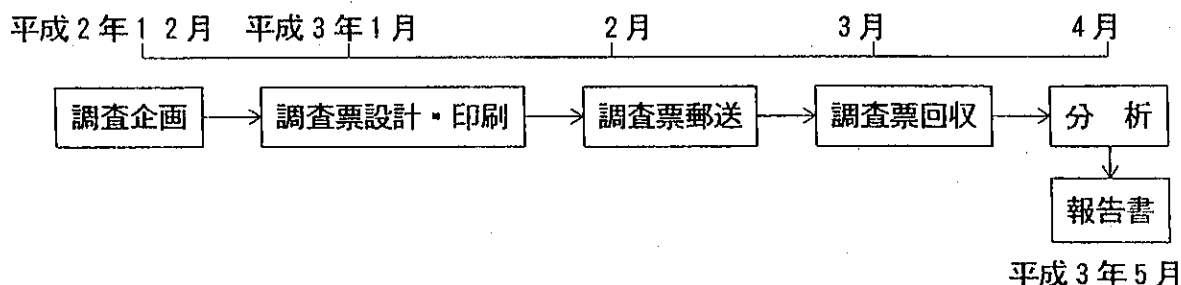 平成2年12月 平成3年1月 2月 3月 4月
調査企画 調査票設計・印刷 調査票郵送 調査票回収 分析
報告書
平成3年5月